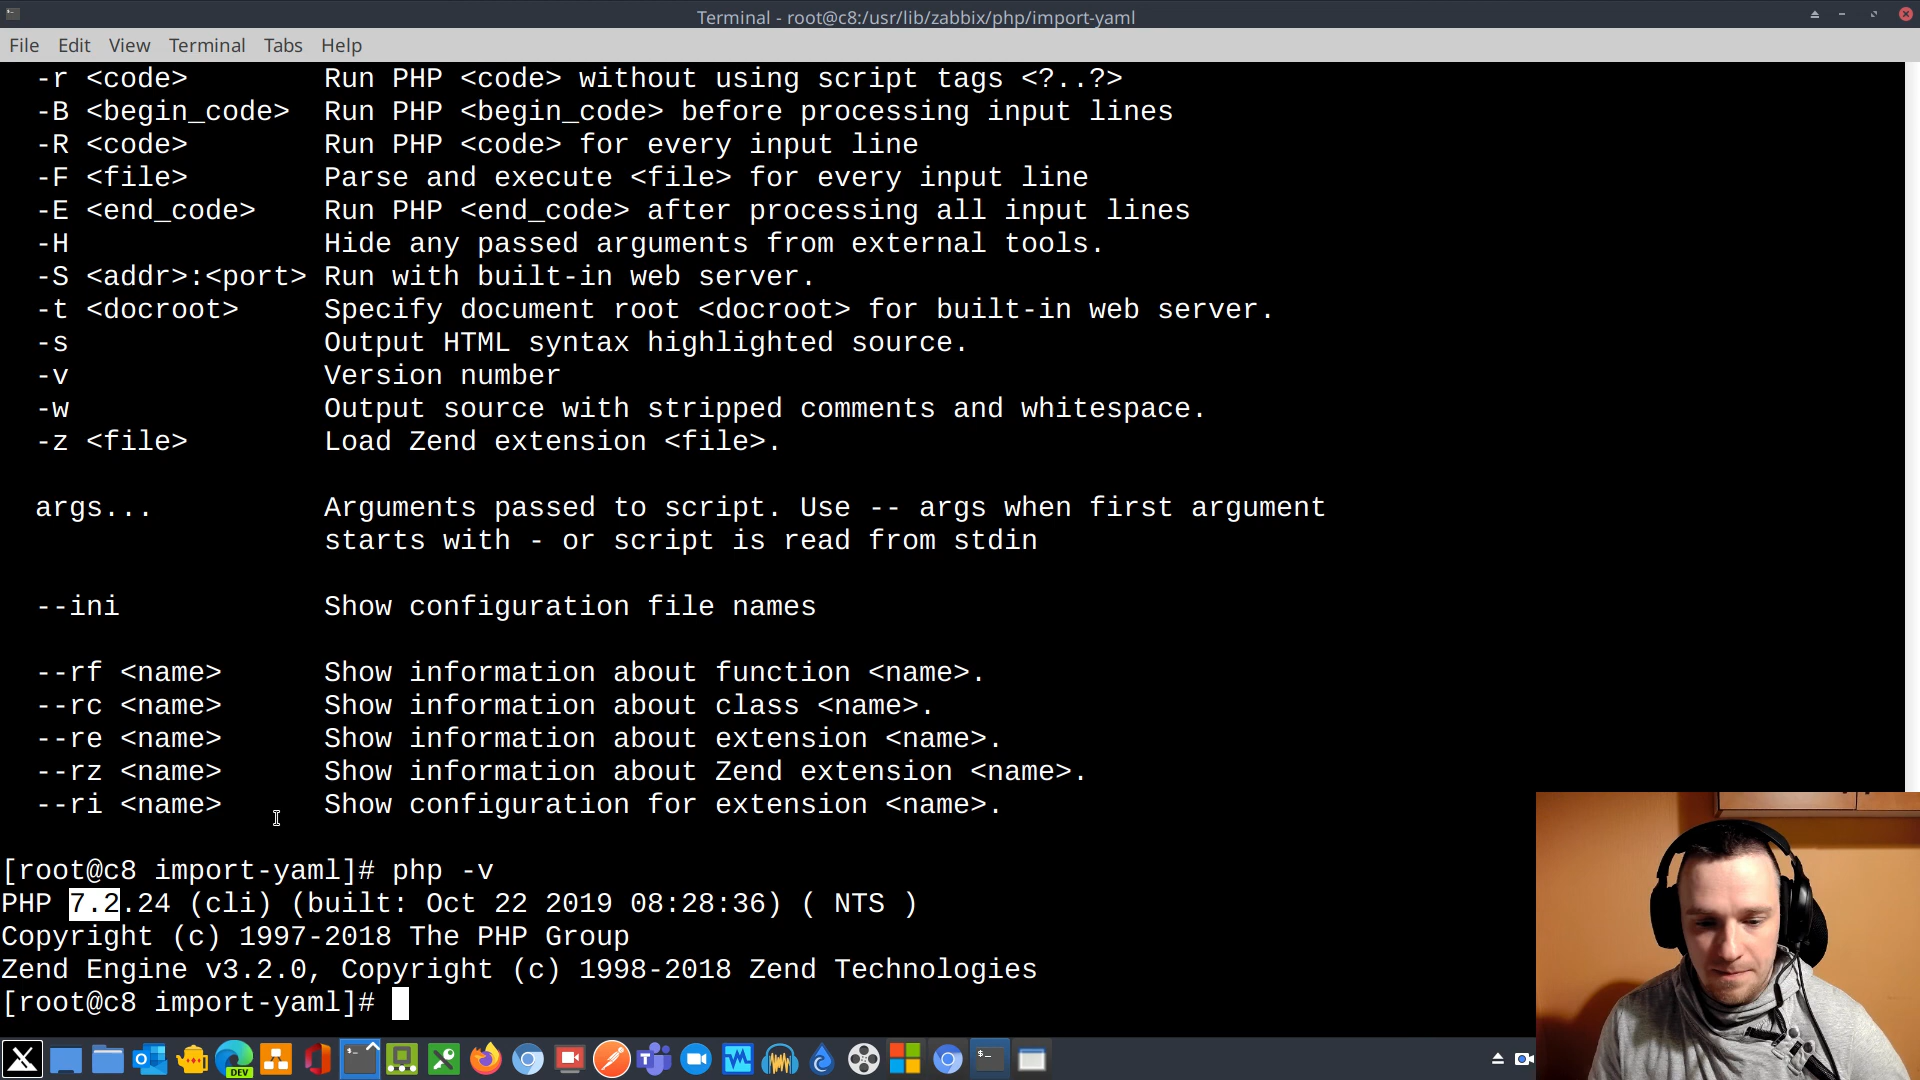 Terminal - root@c8:/usr/lib/zabbix/php/import-yaml
File Edit View Terminal Tabs Help
-r <code> Run PHP <code> without using script tags <?..?>
-B <begin_code> Run PHP <begin_code> before processing input lines
-R <code> Run PHP <code> for every input line
-F <file> Parse and execute <file> for every input line
-E <end_code> Run PHP <end_code> after processing all input lines
-H Hide any passed arguments from external tools.
-S <addr>:<port> Run with built-in web server.
-t <docroot> Specify document root <docroot> for built-in web server.
-s Output HTML syntax highlighted source.
-v Version number
-w Output source with stripped comments and whitespace.
-z <file> Load Zend extension <file>.
args... Arguments passed to script. Use -- args when first argument
starts with - or script is read from stdin
--ini Show configuration file names
--rf <name> Show information about function <name>.
--rc <name> Show information about class <name>.
--re <name> Show information about extension <name>.
--rz <name> Show information about Zend extension <name>.
--ri <name> Show configuration for extension <name>.
[root@c8 import-yaml]# php -v
PHP 7.2.24 (cli) (built: Oct 22 2019 08:28:36) ( NTS )
Copyright (c) 1997-2018 The PHP Group
Zend Engine v3.2.0, Copyright (c) 1998-2018 Zend Technologies
[root@c8 import-yaml]#
DEV